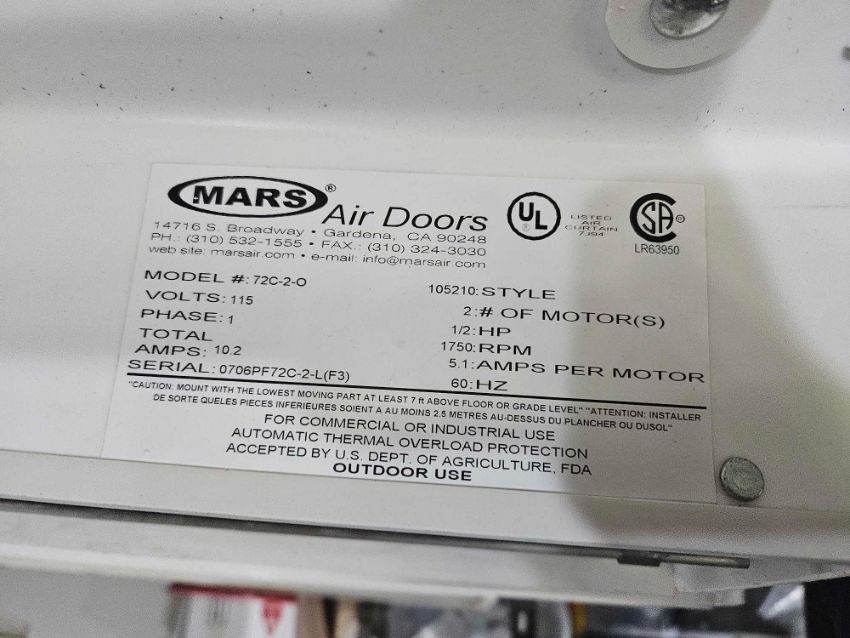 MARS® Air Doors
14716 S. Broadway • Gardena, CA 90248
PH.: (310) 532-1555 • FAX.: (310) 324-3030
web site: marsair.com • e-mail: info@marsair.com
UL ®
LISTED
AIR
CURTAIN
7J94
SA ®
LR63950
MODEL #: 72C-2-O
VOLTS: 115
PHASE: 1
TOTAL
AMPS: 10.2
SERIAL: 0706PF72C-2-L(F3)
105210: STYLE
2: # OF MOTOR(S)
1/2: HP
1750: RPM
5.1: AMPS PER MOTOR
60: HZ
"CAUTION: MOUNT WITH THE LOWEST MOVING PART AT LEAST 7 ft ABOVE FLOOR OR GRADE LEVEL" "ATTENTION: INSTALLER
DE SORTE QUELES PIECES INFERIEURES SOIENT A AU MOINS 2.5 METRES AU-DESSUS DU PLANCHER OU DUSOL"
FOR COMMERCIAL OR INDUSTRIAL USE
AUTOMATIC THERMAL OVERLOAD PROTECTION
ACCEPTED BY U.S. DEPT. OF AGRICULTURE, FDA
OUTDOOR USE